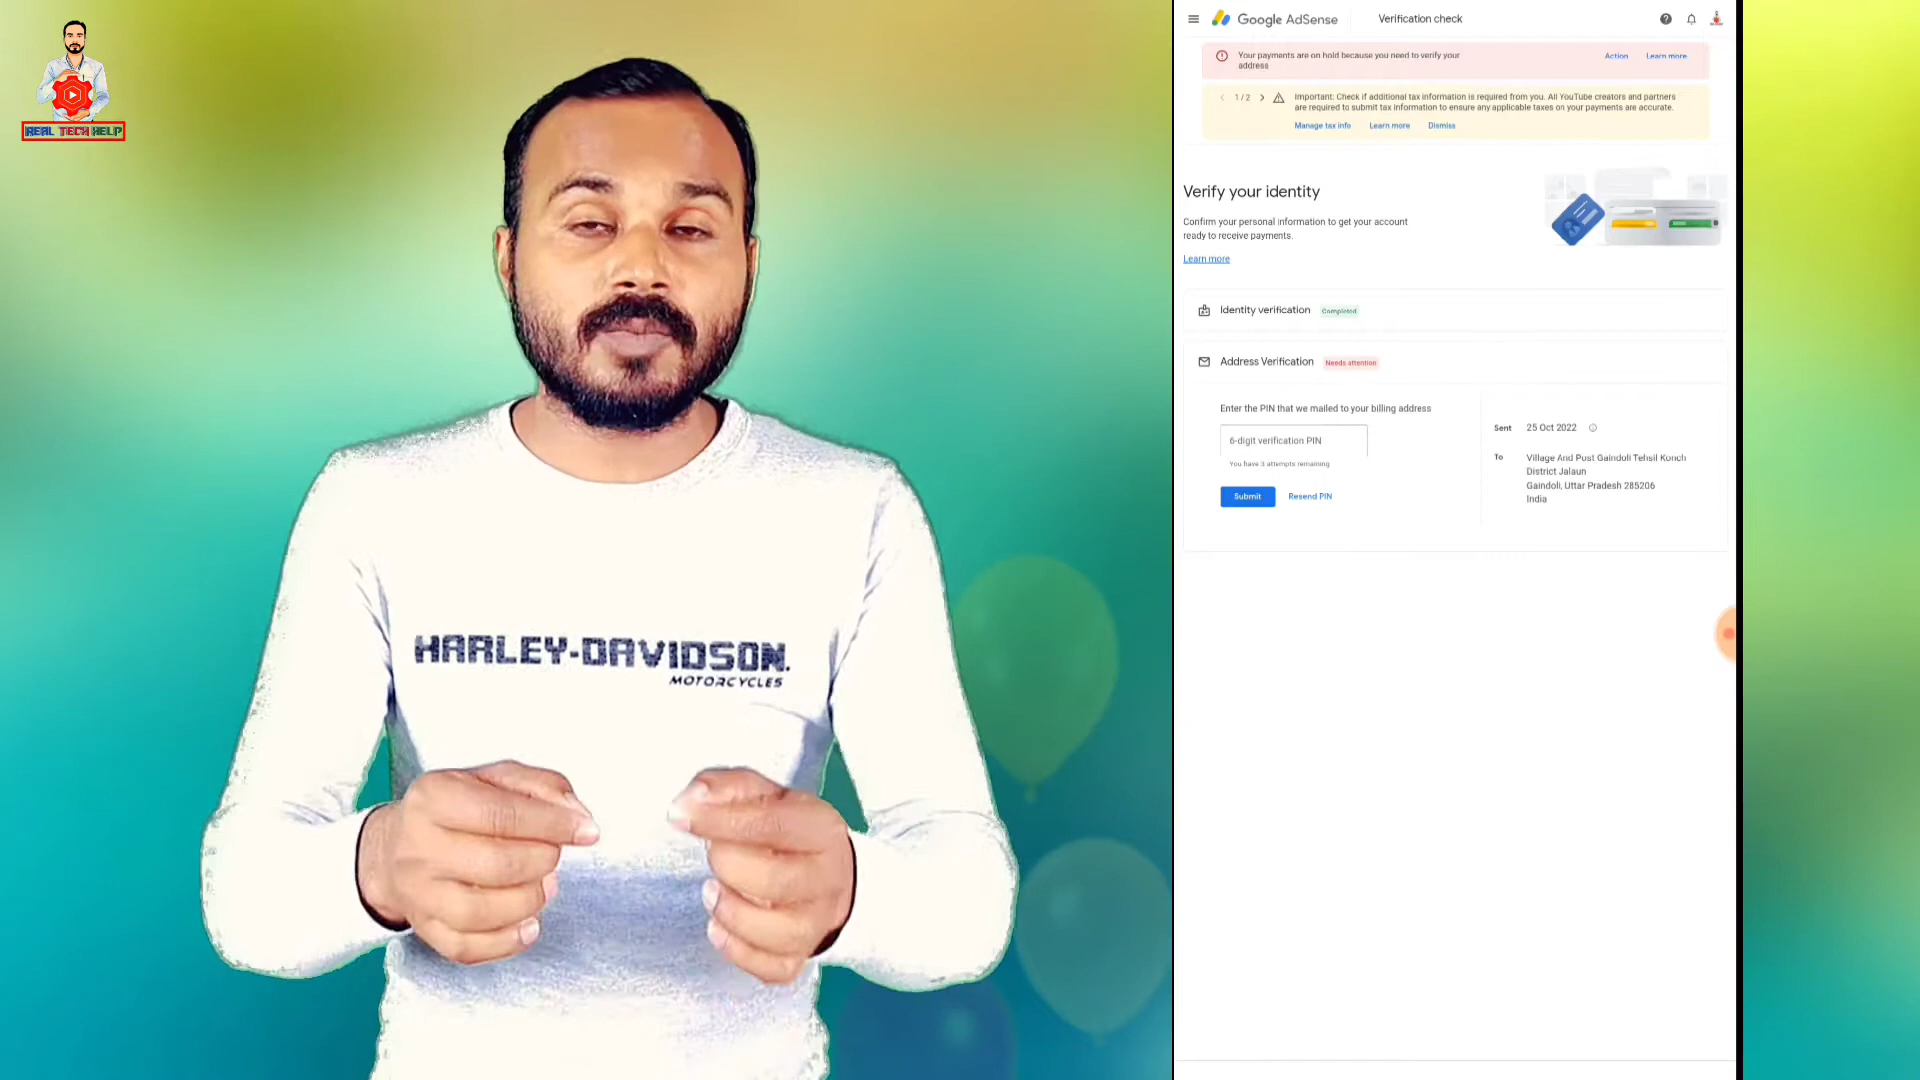 REAL TECH HELP
HARLEY-DAVIDSON.
MOTORCYCLES
Google AdSense
Verification check
Your payments are on hold because you need to verify your
address
Action
Learn more
1 / 2
Important: Check if additional tax information is required from you. All YouTube creators and partners
are required to submit tax information to ensure any applicable taxes on your payments are accurate.
Manage tax info
Learn more
Dismiss
Verify your identity
Confirm your personal information to get your account
ready to receive payments.
Learn more
Identity verification
Completed
Address Verification
Needs attention
Enter the PIN that we mailed to your billing address
6-digit verification PIN
You have 3 attempts remaining
Submit
Resend PIN
Sent
25 Oct 2022
To
Village And Post Gaindoli Tehsil Konch
District Jalaun
Gaindoli, Uttar Pradesh 285206
India